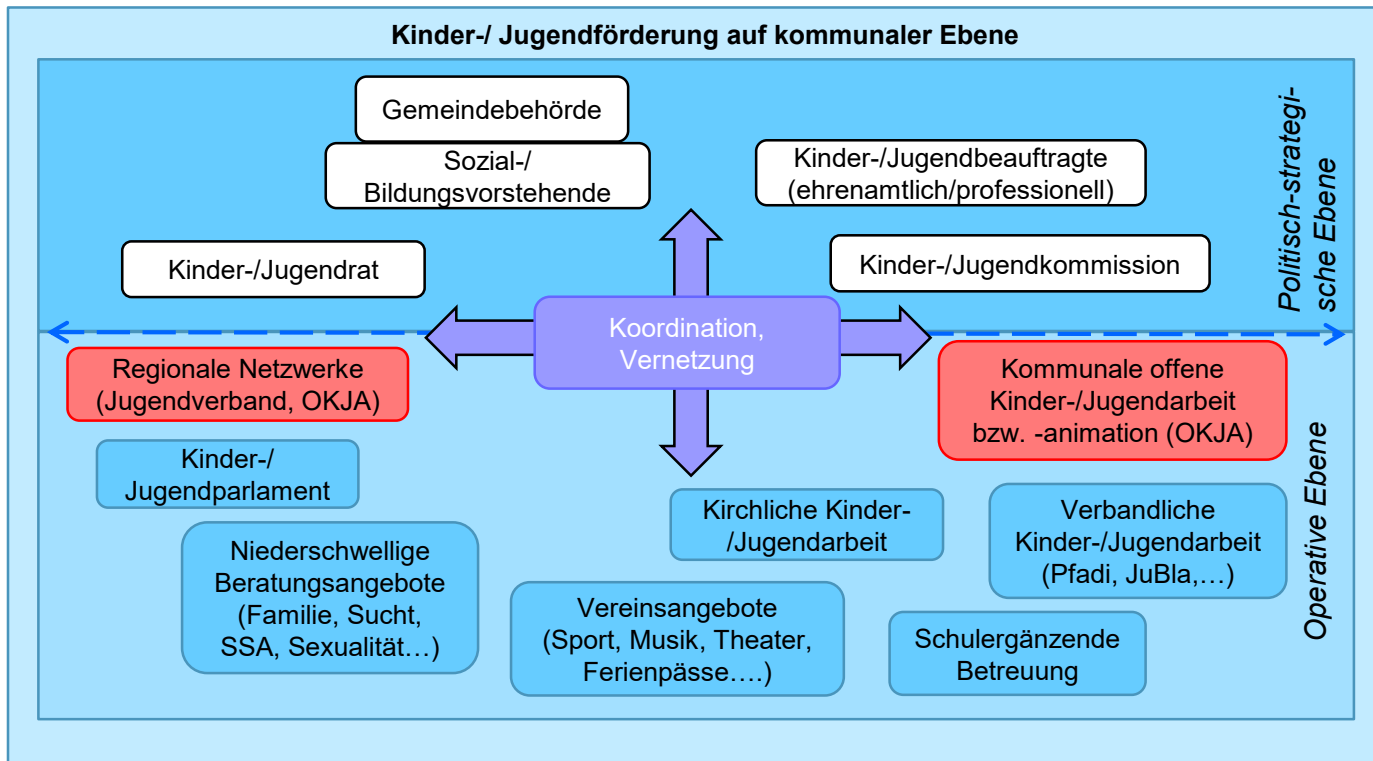 Kinder-/ Jugendförderung auf kommunaler Ebene
Gemeindebehörde
Sozial-/
Bildungsvorstehende
Kinder-/Jugendbeauftragte
(ehrenamtlich/professionell)
Politisch-strategi-
sche Ebene
Kinder-/Jugendrat
Kinder-/Jugendkommission
Koordination,
Vernetzung
Regionale Netzwerke
(Jugendverband, OKJA)
Kommunale offene
Kinder-/Jugendarbeit
bzw. -animation (OKJA)
Kinder-/
Jugendparlament
Kirchliche Kinder-
/Jugendarbeit
Verbandliche
Kinder-/Jugendarbeit
(Pfadi, JuBla,…)
Operative Ebene
Niederschwellige
Beratungsangebote
(Familie, Sucht,
SSA, Sexualität…)
Vereinsangebote
(Sport, Musik, Theater,
Ferienpässe….)
Schulergänzende
Betreuung